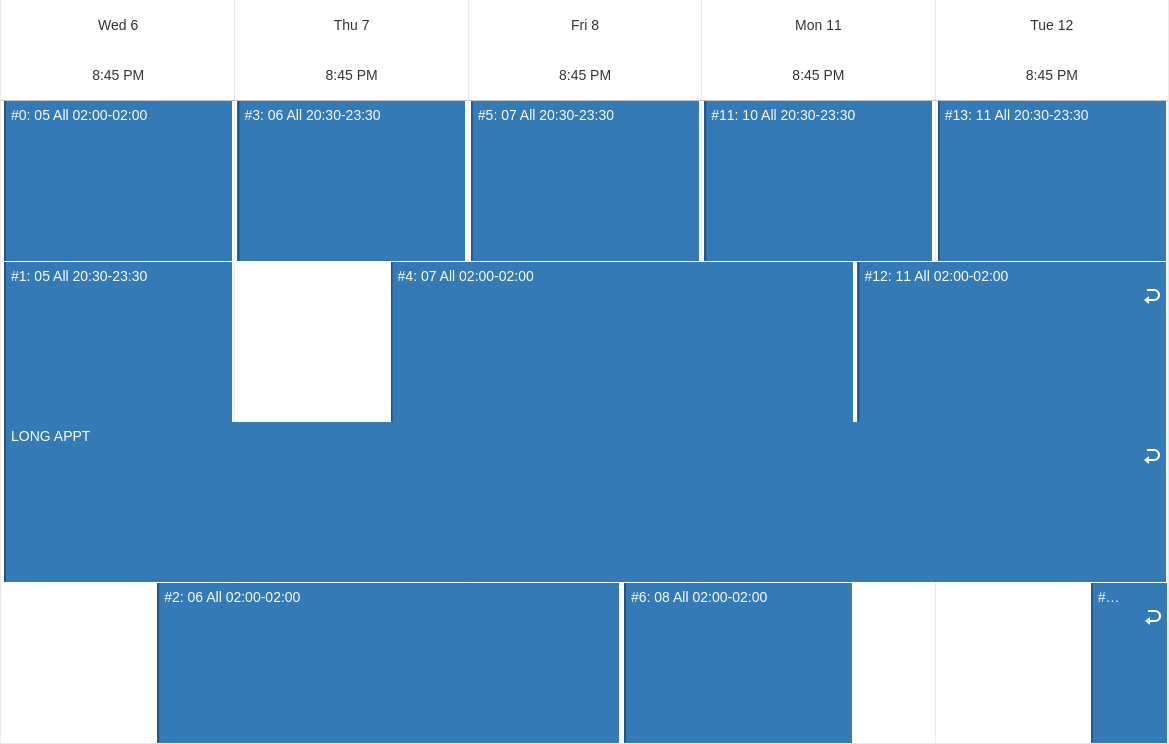 Wed 6 Thu 7 Fri 8 Mon 11 Tue 12
8:45 PM 8:45 PM 8:45 PM 8:45 PM 8:45 PM
#0: 05 All 02:00-02:00 #3: 06 All 20:30-23:30 #5: 07 All 20:30-23:30 #11: 10 All 20:30-23:30 #13: 11 All 20:30-23:30
#1: 05 All 20:30-23:30 #4: 07 All 02:00-02:00 #12: 11 All 02:00-02:00
LONG APPT
#2: 06 All 02:00-02:00 #6: 08 All 02:00-02:00 #…